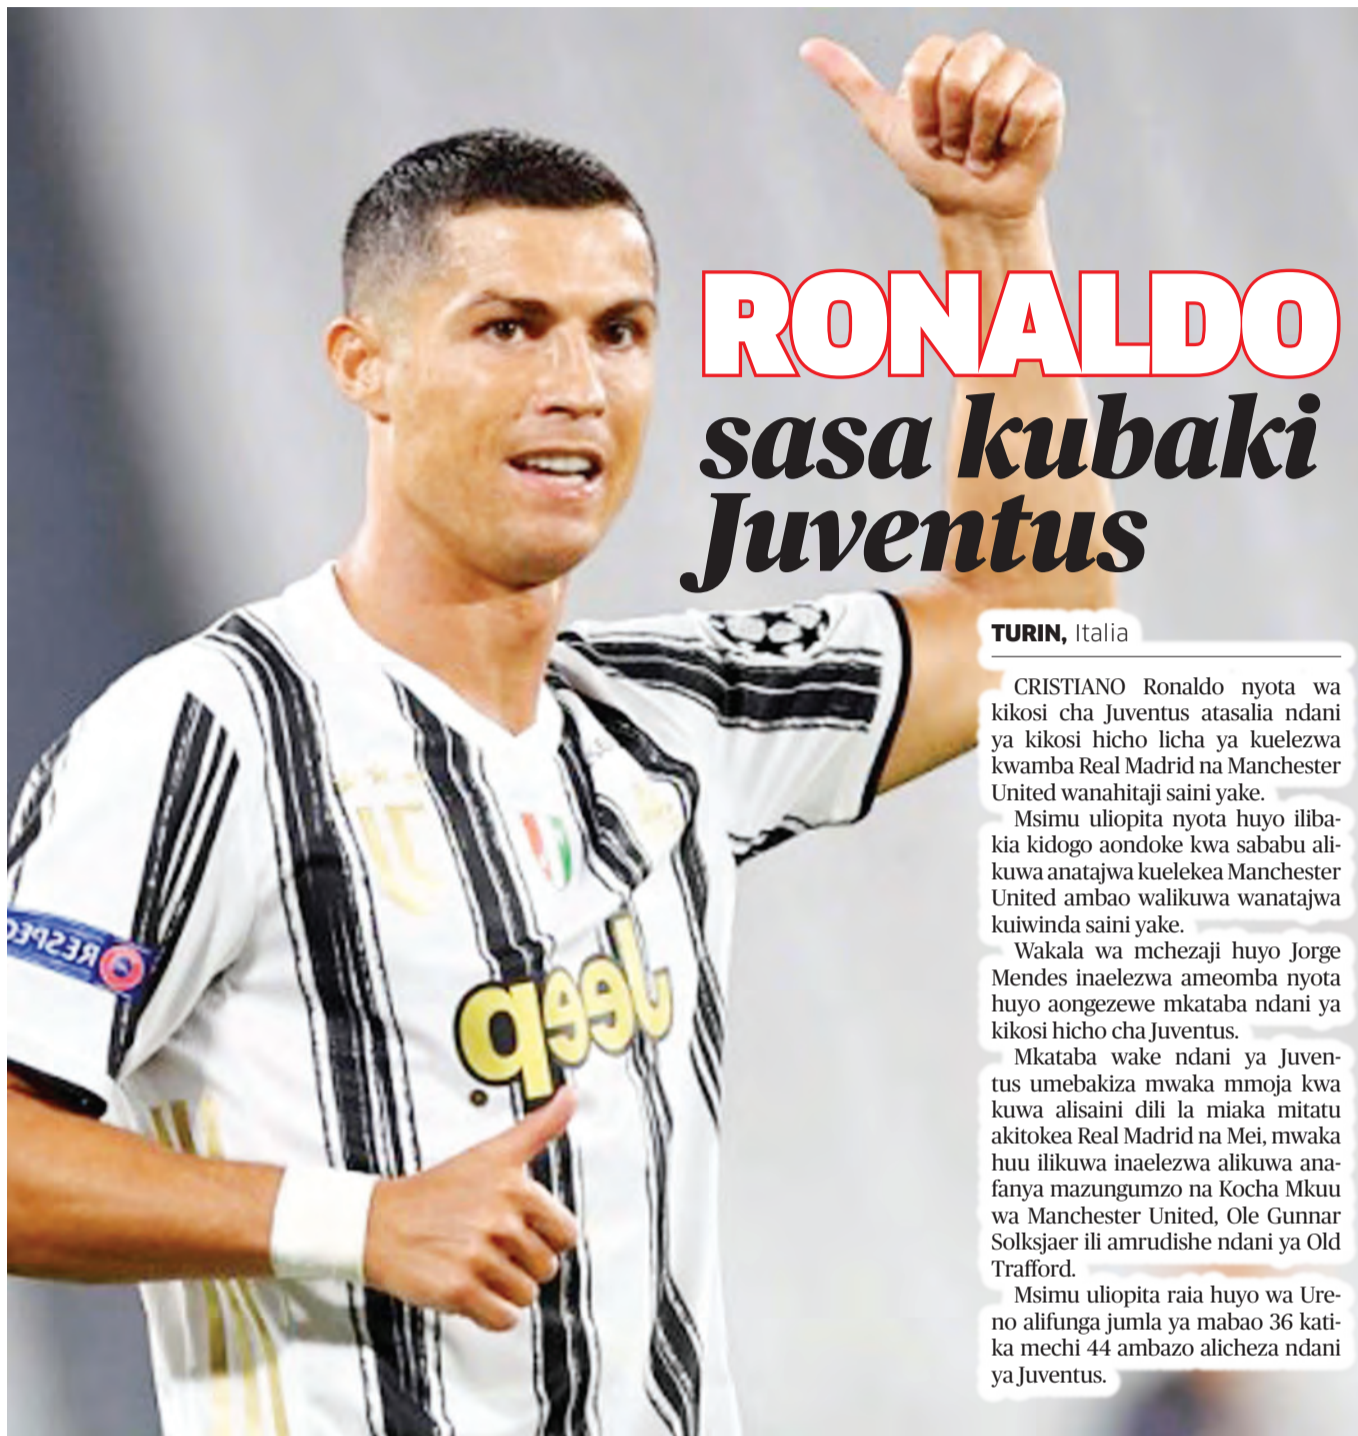 RONALDO
sasa kubaki
Juventus
TURIN, Italia
CRISTIANO Ronaldo nyota wa
kikosi cha Juventus atasalia ndani
ya kikosi hicho licha ya kuelezwa
kwamba Real Madrid na Manchester
United wanahitaji saini yake.
Msimu uliopita nyota huyo iliba-
kia kidogo aondoke kwa sababu ali-
kuwa anatajwa kuelekea Manchester
United ambao walikuwa wanatajwa
kuiwinda saini yake.
Wakala wa mchezaji huyo Jorge
Mendes inaelezwa ameomba nyota
huyo aongezewe mkataba ndani ya
kikosi hicho cha Juventus.
Mkataba wake ndani ya Juven-
tus umebakiza mwaka mmoja kwa
kuwa alisaini dili la miaka mitatu
akitokea Real Madrid na Mei, mwaka
huu ilikuwa inaelezwa alikuwa ana-
fanya mazungumzo na Kocha Mkuu
wa Manchester United, Ole Gunnar
Solksjaer ili amrudishe ndani ya Old
Trafford.
Msimu uliopita raia huyo wa Ure-
no alifunga jumla ya mabao 36 kati-
ka mechi 44 ambazo alicheza ndani
ya Juventus.
RESPEC
Jeep